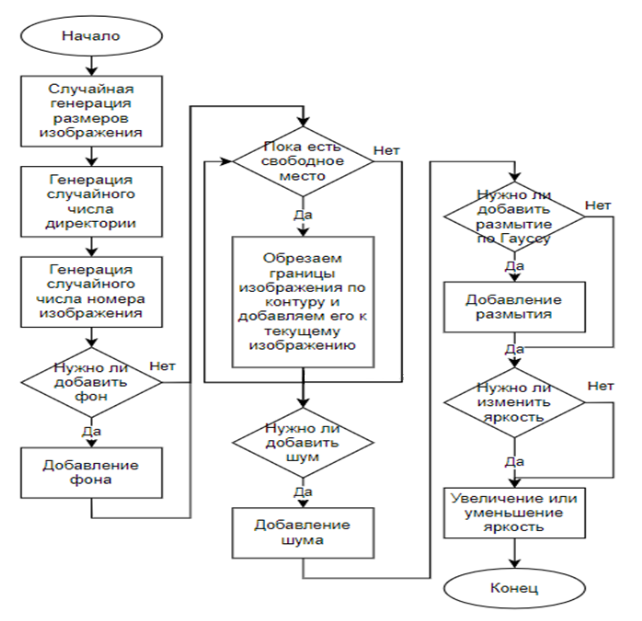 Начало
Случайная
генерация
размеров
изображения
Генерация
случайного
числа
директории
Генерация
случайного
числа номера
изображения
Нужно ли
добавить
фон
Нет
Да
Добавление
фона
Пока есть
свободное
место
Нет
Да
Обрезаем
границы
изображения по
контуру и
добавляем его к
текущему
изображению
Нужно ли
добавить
шум
Да
Добавление
шума
Нужно ли
добавить
размытие
по Гауссу
Нет
Да
Добавление
размытия
Да
Нужно ли
изменить
яркость
Нет
Да
Увеличение или
уменьшение
яркость
Конец